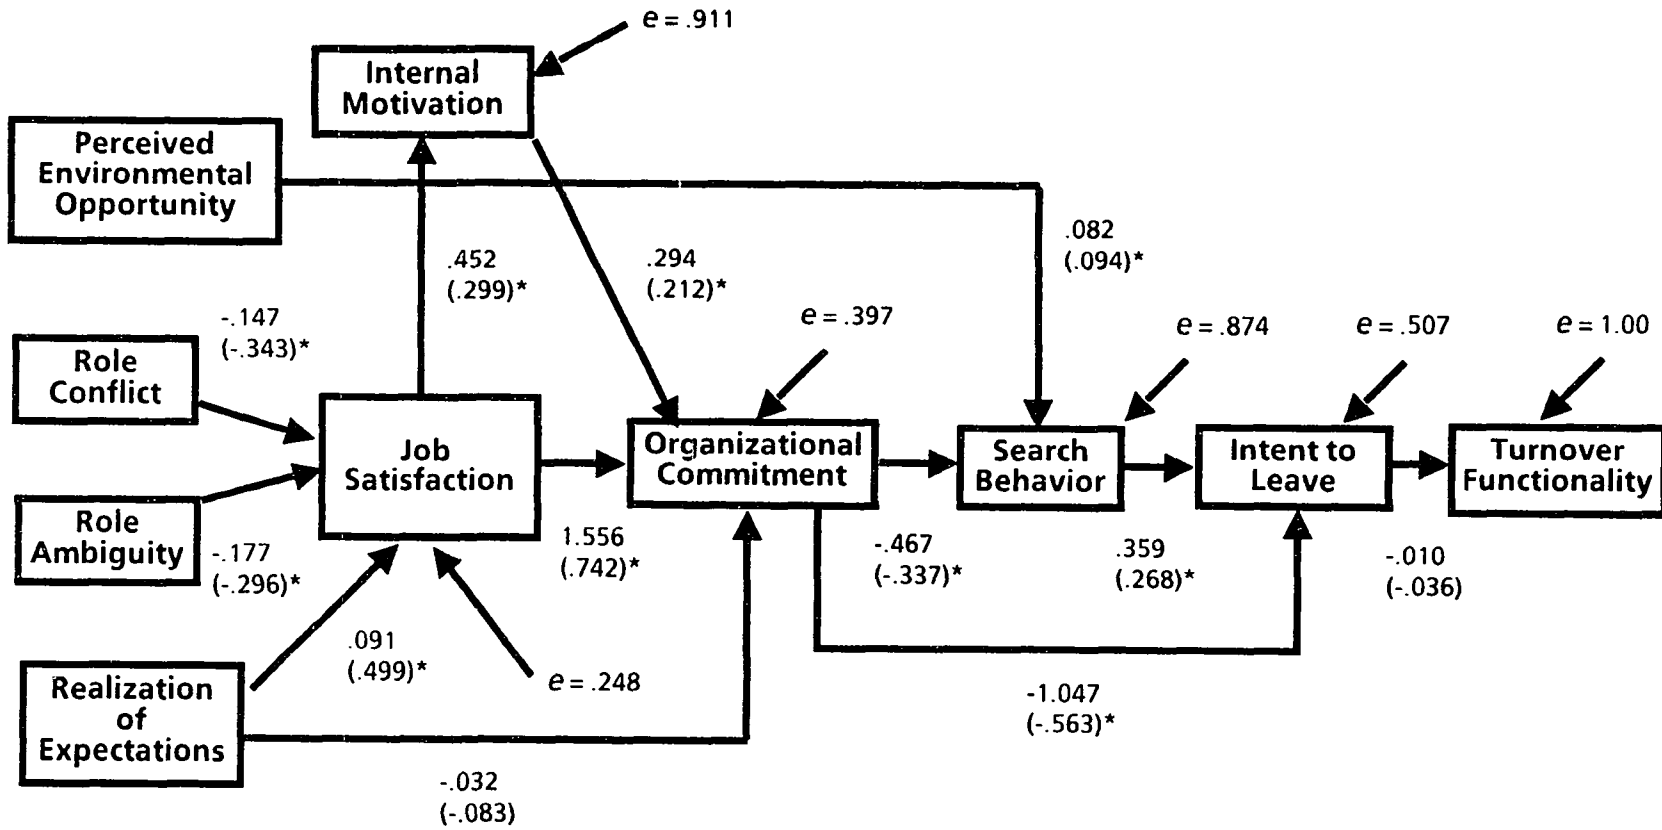 e = .911
Internal
Motivation
Perceived
Environmental
Opportunity
.452
(.299)*
.294
(.212)*
.082
(.094)*
-.147
(-.343)*
e = .397
e = .874
e = .507
e = 1.00
Role
Conflict
Job
Satisfaction
Organizational
Commitment
Search
Behavior
Intent to
Leave
Turnover
Functionality
Role
Ambiguity
-.177
(-.296)*
1.556
(.742)*
-.467
(-.337)*
.359
(.268)*
-.010
(-.036)
.091
(.499)*
e = .248
Realization
of
Expectations
-1.047
(-.563)*
-.032
(-.083)